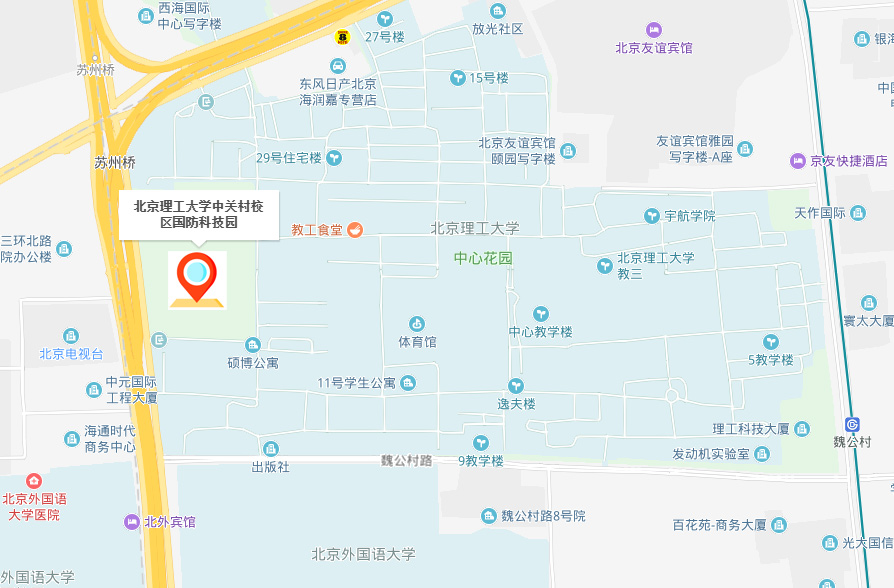 西海国际
中心写字楼
27号楼
放光社区
北京友谊宾馆
苏州桥
东风日产北京
海润嘉专营店
15号楼
苏州桥
29号住宅楼
北京友谊宾馆
颐园写字楼
友谊宾馆雅园
写字楼-A座
京友快捷酒店
北京理工大学中关村校
区国防科技园
教工食堂
北京理工大学
宇航学院
天作国际
三环北路
院办公楼
中心花园
北京理工大学
教三
寰太大厦
北京电视台
硕博公寓
体育馆
中心教学楼
5教学楼
中元国际
工程大厦
11号学生公寓
逸夫楼
海通时代
商务中心
理工科技大厦
魏公村
出版社
魏公村路
9教学楼
发动机实验室
北京外国语
大学医院
北外宾馆
魏公村路8号院
百花苑-商务大厦
光大国信
北京外国语大学
外国语大学